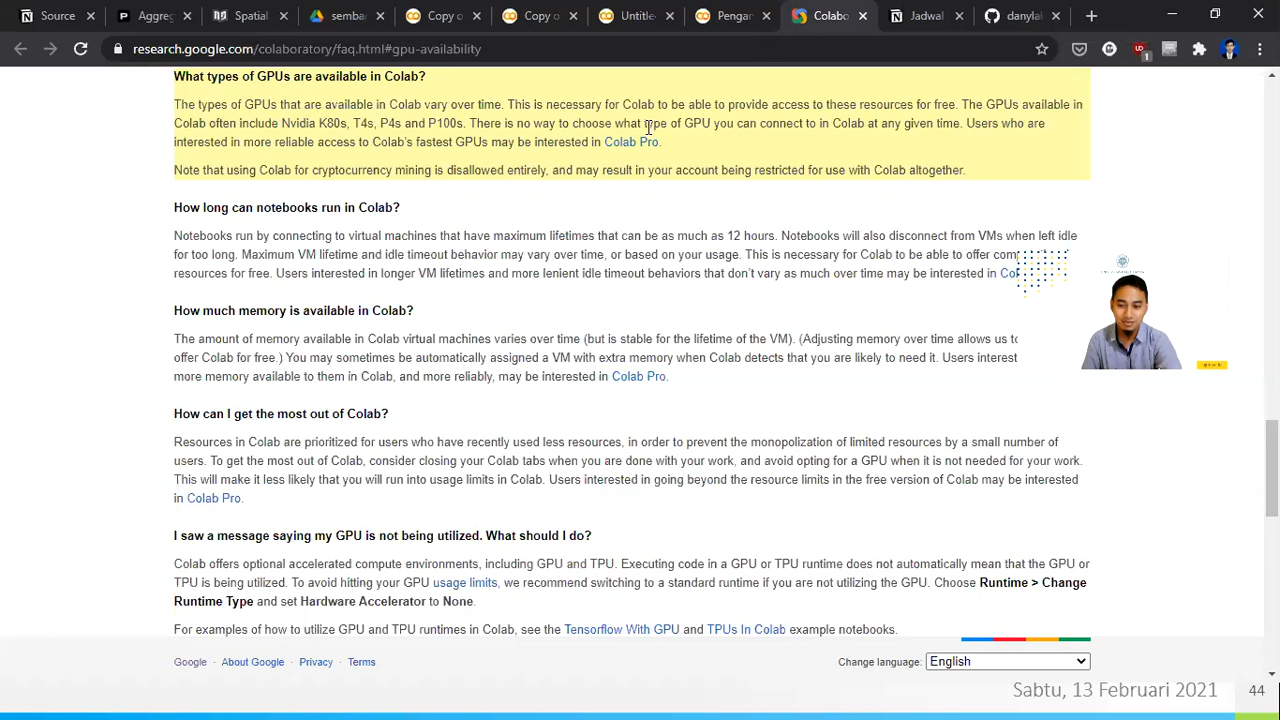 Source
Aggreg
Spatial
semba
Copy o
Copy o
Untitle
Pengan
Colabo
Jadwa
danyla
research.google.com/colaboratory/faq.html#gpu-availability
What types of GPUs are available in Colab?
The types of GPUs that are available in Colab vary over time. This is necessary for Colab to be able to provide access to these resources for free. The GPUs available in
Colab often include Nvidia K80s, T4s, P4s and P100s. There is no way to choose what type of GPU you can connect to in Colab at any given time. Users who are
interested in more reliable access to Colab's fastest GPUs may be interested in Colab Pro.
Note that using Colab for cryptocurrency mining is disallowed entirely, and may result in your account being restricted for use with Colab altogether.
How long can notebooks run in Colab?
Notebooks run by connecting to virtual machines that have maximum lifetimes that can be as much as 12 hours. Notebooks will also disconnect from VMs when left idle
for too long. Maximum VM lifetime and idle timeout behavior may vary over time, or based on your usage. This is necessary for Colab to be able to offer com
resources for free. Users interested in longer VM lifetimes and more lenient idle timeout behaviors that don't vary as much over time may be interested in Col
How much memory is available in Colab?
The amount of memory available in Colab virtual machines varies over time (but is stable for the lifetime of the VM). (Adjusting memory over time allows us to
offer Colab for free.) You may sometimes be automatically assigned a VM with extra memory when Colab detects that you are likely to need it. Users interest
more memory available to them in Colab, and more reliably, may be interested in Colab Pro.
How can I get the most out of Colab?
Resources in Colab are prioritized for users who have recently used less resources, in order to prevent the monopolization of limited resources by a small number of
users. To get the most out of Colab, consider closing your Colab tabs when you are done with your work, and avoid opting for a GPU when it is not needed for your work.
This will make it less likely that you will run into usage limits in Colab. Users interested in going beyond the resource limits in the free version of Colab may be interested
in Colab Pro.
I saw a message saying my GPU is not being utilized. What should I do?
Colab offers optional accelerated compute environments, including GPU and TPU. Executing code in a GPU or TPU runtime does not automatically mean that the GPU or
TPU is being utilized. To avoid hitting your GPU usage limits, we recommend switching to a standard runtime if you are not utilizing the GPU. Choose Runtime > Change
Runtime Type and set Hardware Accelerator to None.
For examples of how to utilize GPU and TPU runtimes in Colab, see the Tensorflow With GPU and TPUs In Colab example notebooks.
Google · About Google · Privacy · Terms
Change language: English
Sabtu, 13 Februari 2021 44